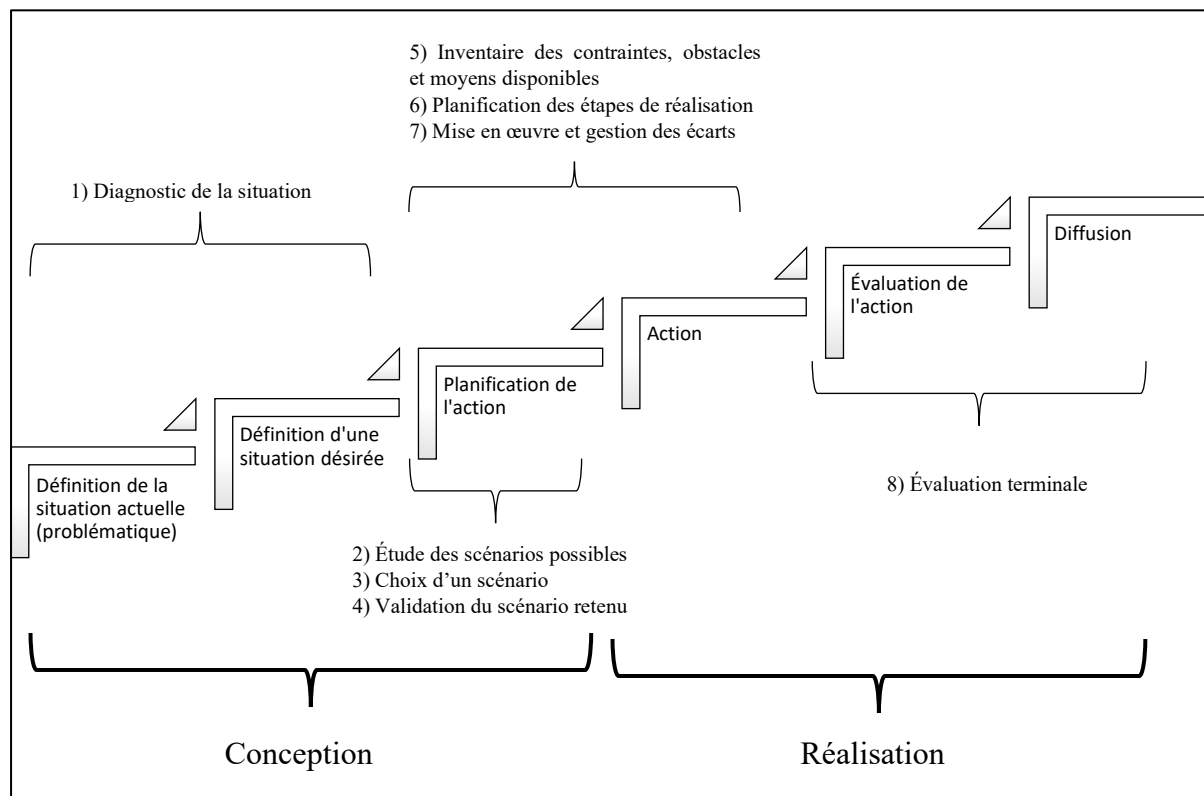 5) Inventaire des contraintes, obstacles
et moyens disponibles
6) Planification des étapes de réalisation
7) Mise en œuvre et gestion des écarts
1) Diagnostic de la situation
Diffusion
Évaluation de
l'action
Action
Planification de
l'action
Définition d'une
situation désirée
Définition de la
situation actuelle
(problématique)
8) Évaluation terminale
2) Étude des scénarios possibles
3) Choix d’un scénario
4) Validation du scénario retenu
Conception
Réalisation